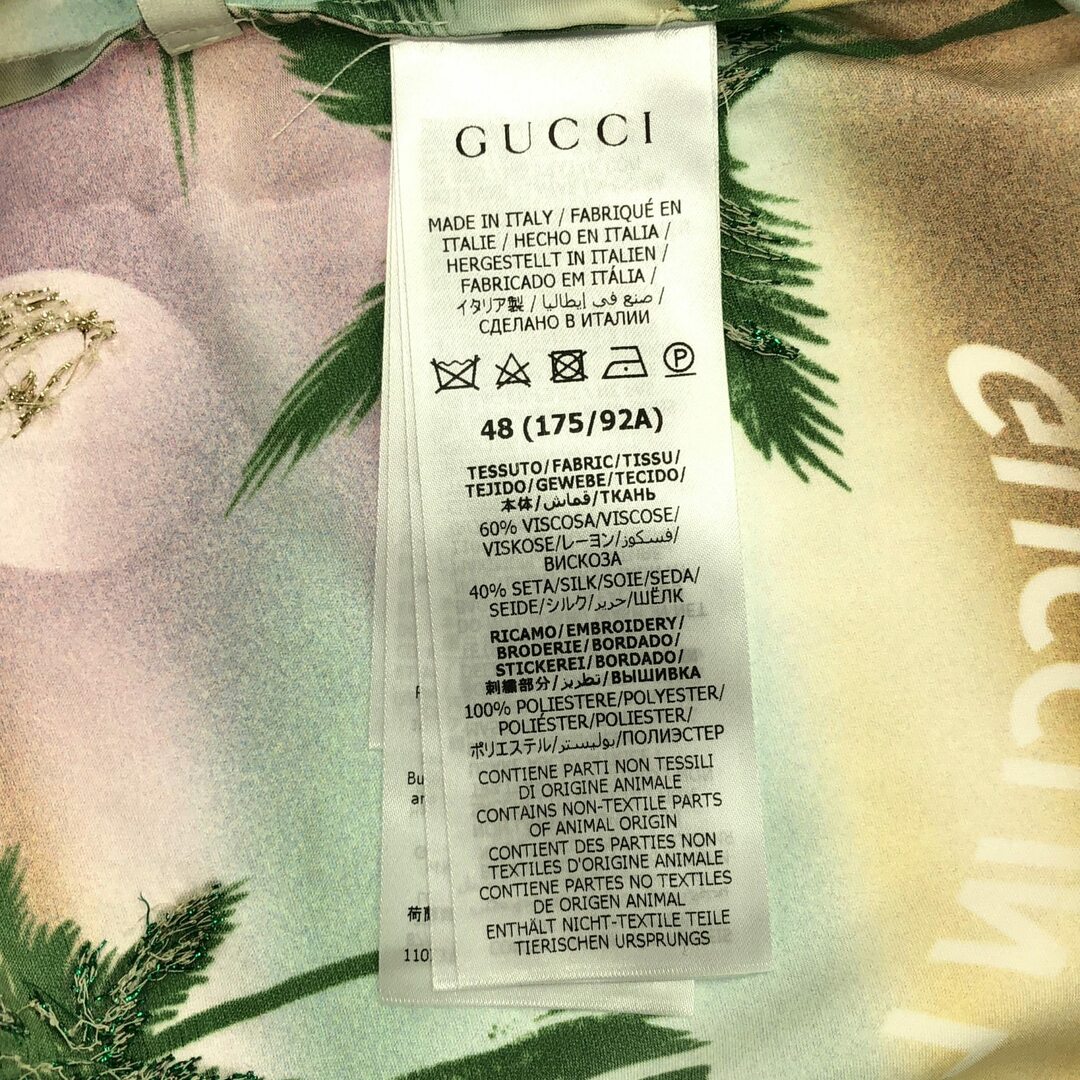 GUCCI
MADE IN ITALY / FABRIQUÉ EN
ITALIE / HECHO EN ITALIA /
HERGESTELLT IN ITALIEN /
FABRICADO EM ITÁLIA /
イタリア製 / صنع في إيطاليا /
СДЕЛАНО В ИТАЛИИ
P
48 (175/92A)
TESSUTO/FABRIC/TISSU/
TEJIDO/GEWEBE/TECIDO/
本体/قماش/ТКАНЬ
60% VISCOSA/VISCOSE/
VISKOSE/レーヨン/فسكوز/
ВИСКОЗА
40% SETA/SILK/SOIE/SEDA/
SEIDE/シルク/حرير/ШЁЛК
RICAMO/EMBROIDERY/
BRODERIE/BORDADO/
STICKEREI/BORDADO/
刺繍部分/تطريز/ВЫШИВКА
100% POLIESTERE/POLYESTER/
POLIÉSTER/POLIESTER/
ポリエステル/بوليستر/ПОЛИЭСТЕР
CONTIENE PARTI NON TESSILI
DI ORIGINE ANIMALE
CONTAINS NON-TEXTILE PARTS
OF ANIMAL ORIGIN
CONTIENT DES PARTIES NON
TEXTILES D'ORIGINE ANIMALE
CONTIENE PARTES NO TEXTILES
DE ORIGEN ANIMAL
ENTHÄLT NICHT-TEXTILE TEILE
TIERISCHEN URSPRUNGS
Bu
ar
110